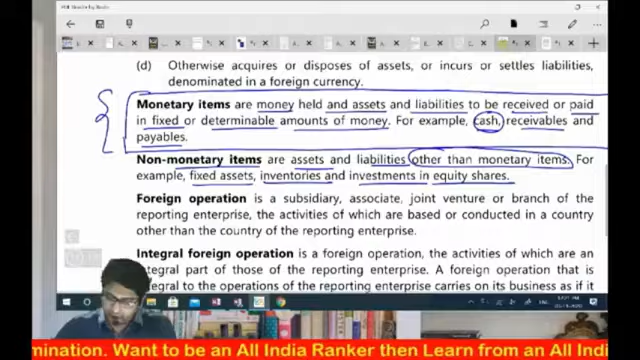 (d) Otherwise acquires or disposes of assets, or incurs or settles liabilities,
denominated in a foreign currency.
Monetary items are money held and assets and liabilities to be received or paid
in fixed or determinable amounts of money. For example, cash, receivables and
payables.
Non-monetary items are assets and liabilities other than monetary items. For
example, fixed assets, inventories and investments in equity shares.
Foreign operation is a subsidiary, associate, joint venture or branch of the
reporting enterprise, the activities of which are based or conducted in a country
other than the country of the reporting enterprise.
Integral foreign operation is a foreign operation, the activities of which are an
integral part of those of the reporting enterprise. A foreign operation that is
ntegral to the operations of the reporting enterprise carries on its business as if it
mination. Want to be an All India Ranker then Learn from an All Indi